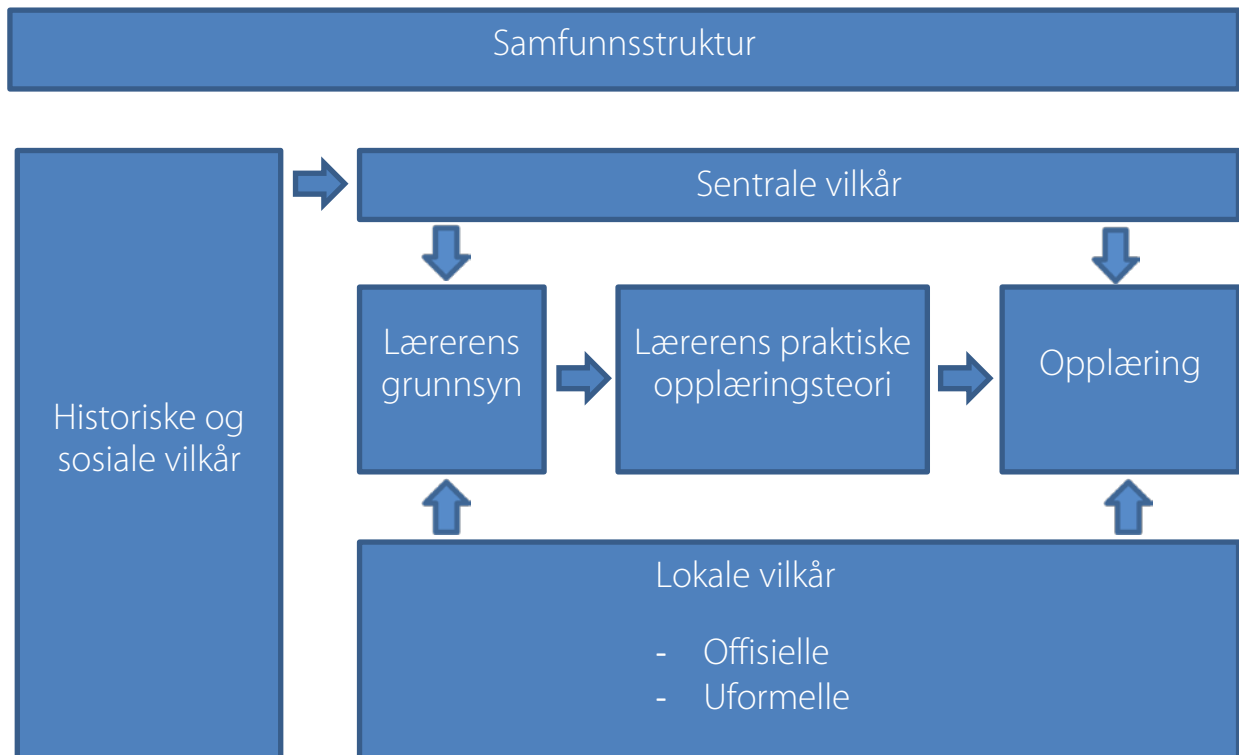 Samfunnsstruktur
Sentrale vilkår
Historiske og
sosiale vilkår
Lærerens
grunnsyn
Lærerens praktiske
opplæringsteori
Opplæring
Lokale vilkår
- Offisielle
- Uformelle